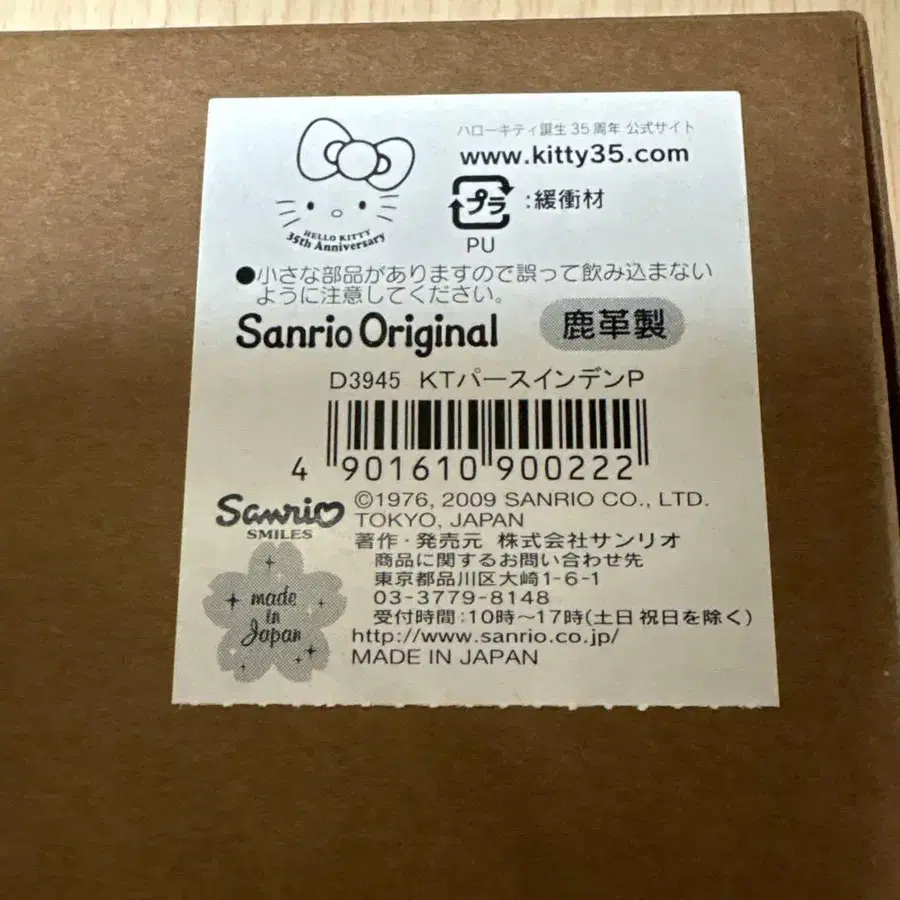 ハローキティ誕生35周年 公式サイト
www.kitty35.com
HELLO KITTY
35th Anniversary
プラ :緩衝材
PU
●小さな部品がありますので誤って飲み込まない
ように注意してください。
Sanrio Original 鹿革製
D3945 KTパースインデンP
4 901610 900222
Sanrio
SMILES
©1976, 2009 SANRIO CO., LTD.
TOKYO, JAPAN
著作・発売元 株式会社サンリオ
商品に関するお問い合わせ先
東京都品川区大崎1-6-1
03-3779-8148
受付時間:10時〜17時(土日祝日を除く)
http://www.sanrio.co.jp/
MADE IN JAPAN
made
in
Japan